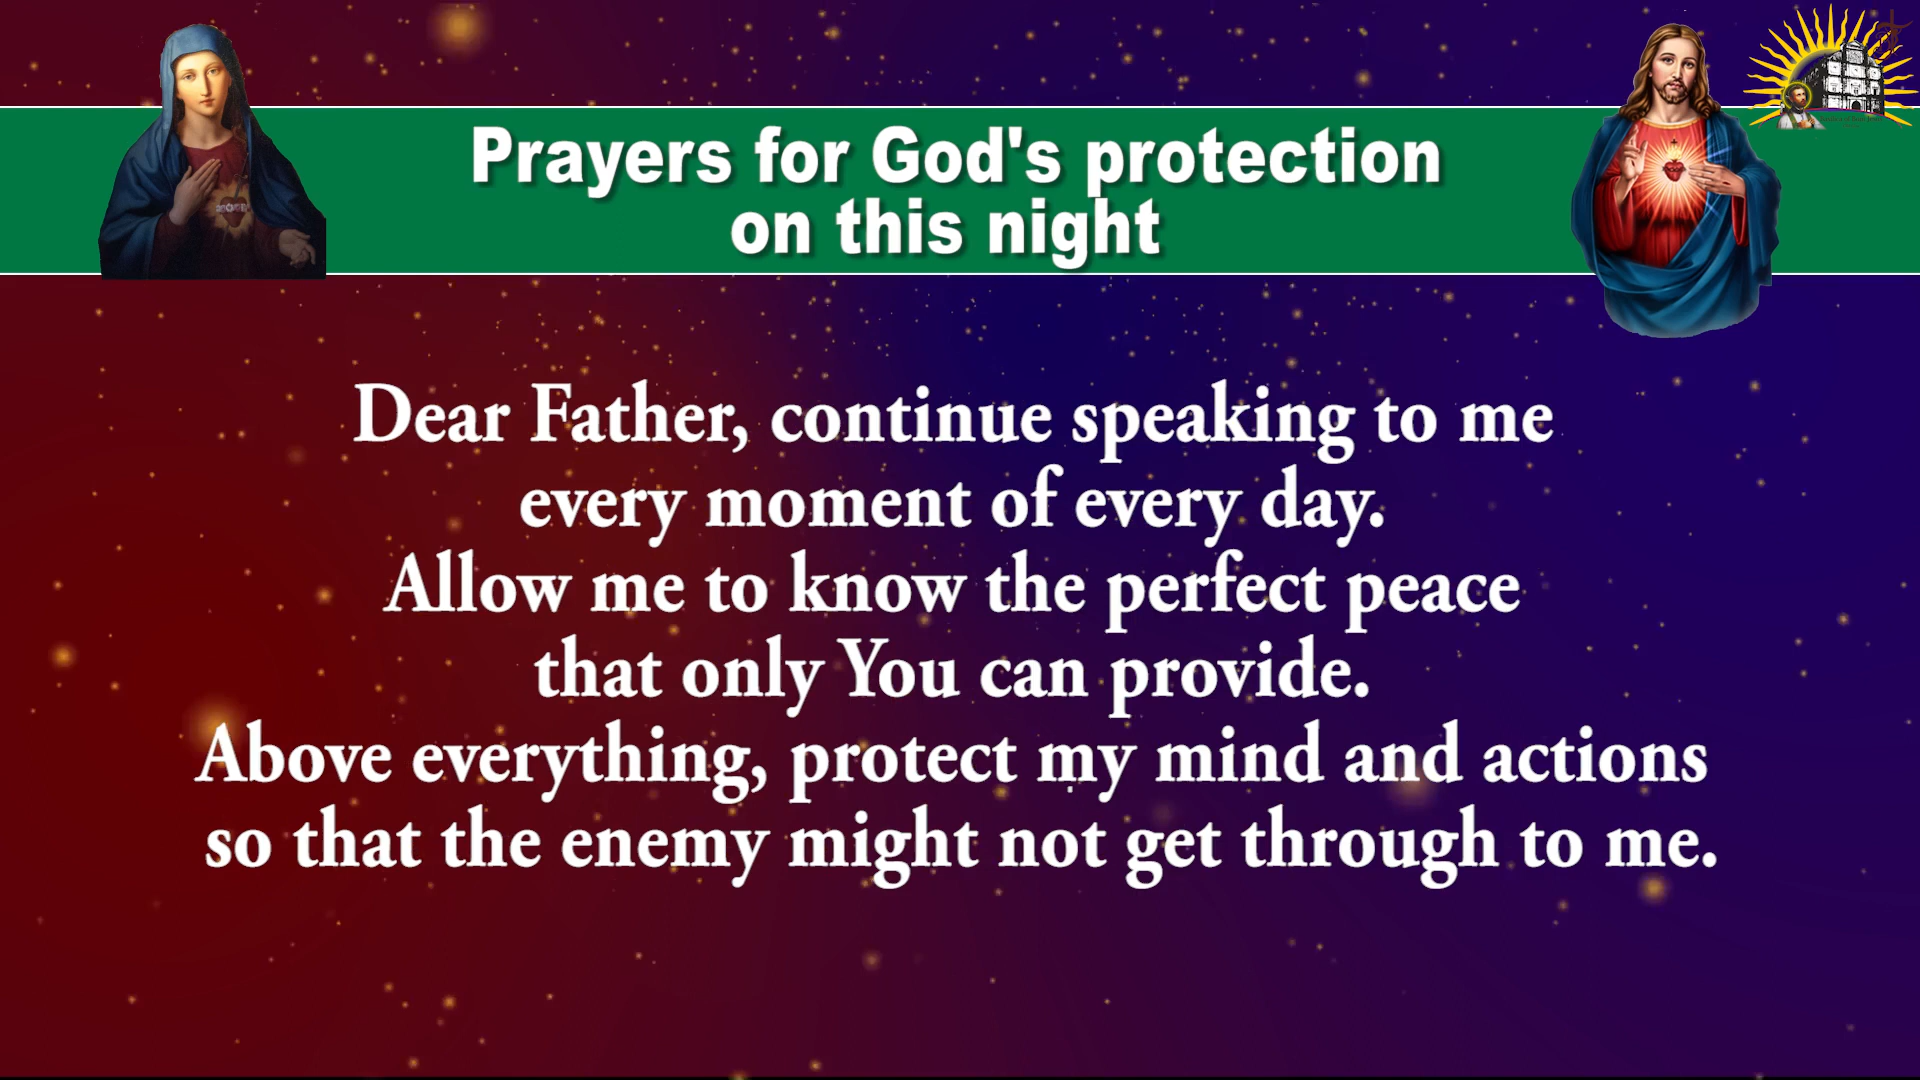 Prayers for God's protection
on this night
Dear Father, continue speaking to me
every moment of every day.
Allow me to know the perfect peace
that only You can provide.
Above everything, protect my mind and actions
so that the enemy might not get through to me.